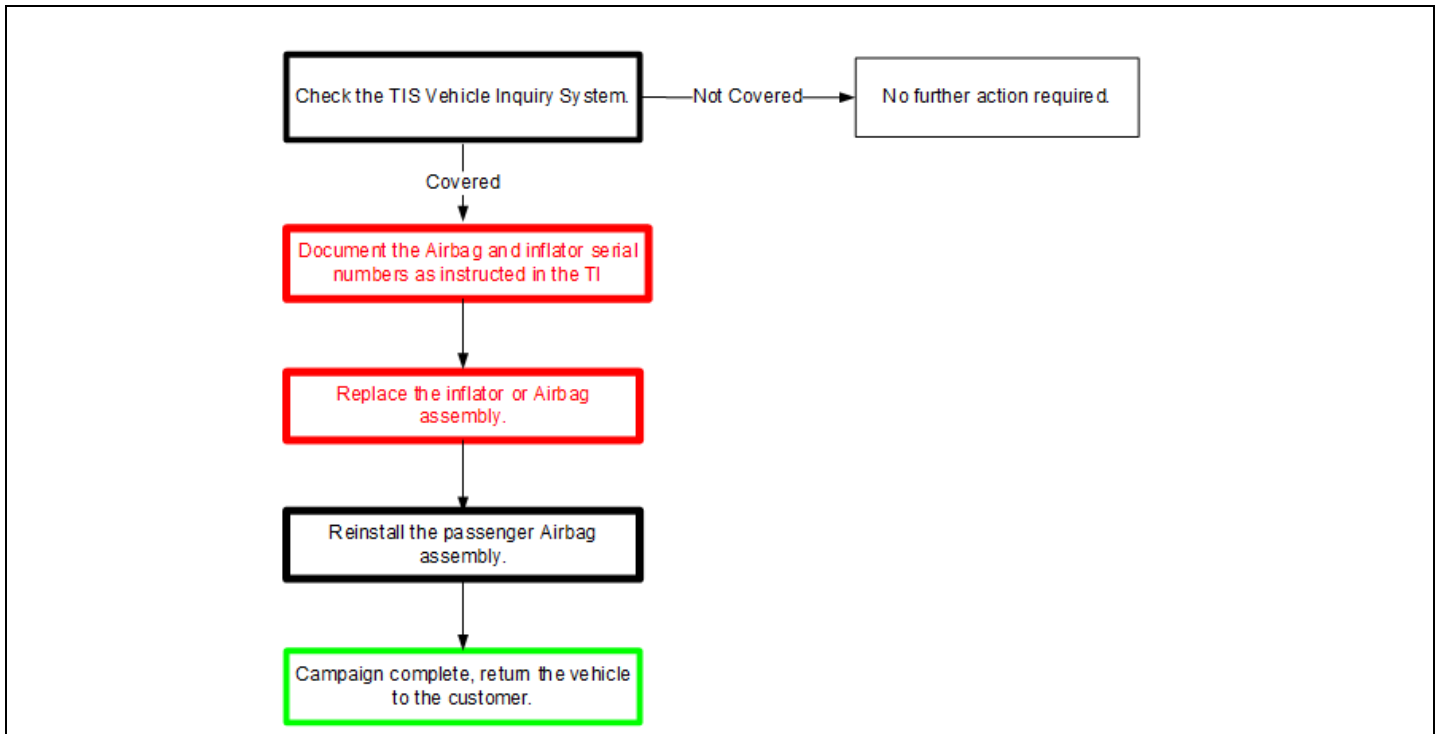 Check the TIS Vehicle Inquiry System.
Not Covered
No further action required.
Covered
Document the Airbag and inflator serial
numbers as instructed in the TI
Replace the inflator or Airbag
assembly.
Reinstall the passenger Airbag
assembly.
Campaign complete, return the vehicle
to the customer.